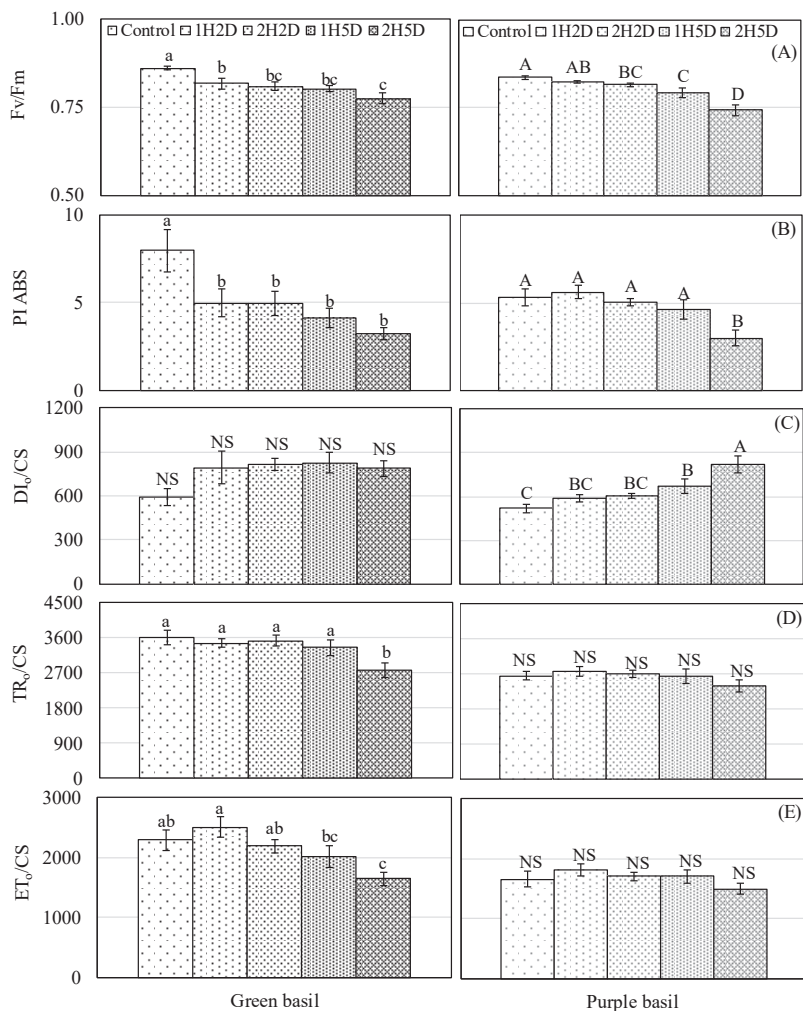 Control 1H2D 2H2D 1H5D 2H5D
Control 1H2D 2H2D 1H5D 2H5D
(A)
Fv/Fm
1.00
0.75
0.50
a b bc bc c
A AB BC C D
(B)
PI ABS
10
5
0
a b b b b
A A A A B
(C)
DIo/CS
1200
900
600
300
0
NS NS NS NS NS
C BC BC B A
(D)
TRo/CS
4500
3600
2700
1800
900
0
a a a a b
NS NS NS NS NS
(E)
ETo/CS
3000
2000
1000
0
ab a ab bc c
NS NS NS NS NS
Green basil
Purple basil